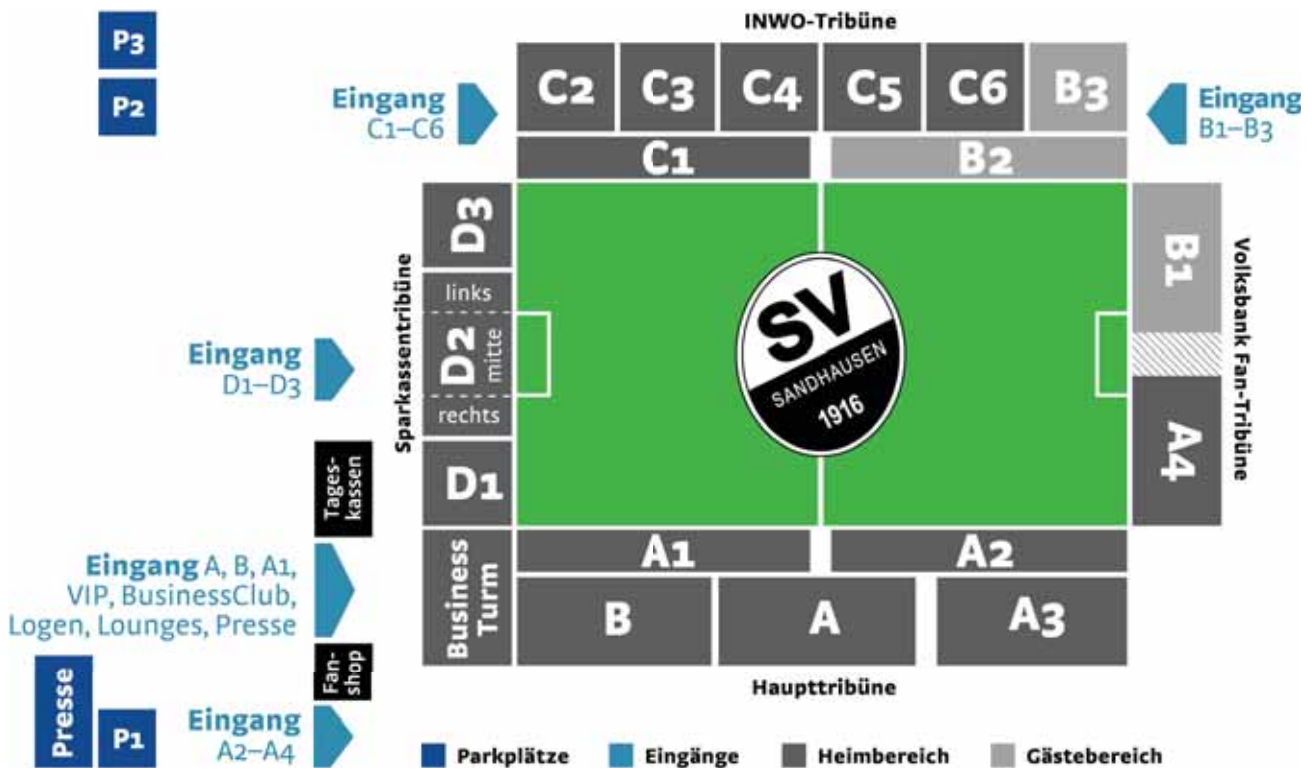 INWO-Tribüne
P3
P2
Eingang
C1–C6
C2 C3 C4 C5 C6 B3
Eingang
B1–B3
C1 B2
Sparkassentribüne
D3
links
D2
mitte
rechts
D1
SV
SANDHAUSEN
1916
B1
A4
Volksbank Fan-Tribüne
Eingang
D1–D3
Tages-
kassen
Eingang A, B, A1,
VIP, BusinessClub,
Logen, Lounges, Presse
Fan-
shop
Business
Turm
A1 A2
B A A3
Haupttribüne
Presse
P1
Eingang
A2–A4
Parkplätze Eingänge Heimbereich Gästebereich